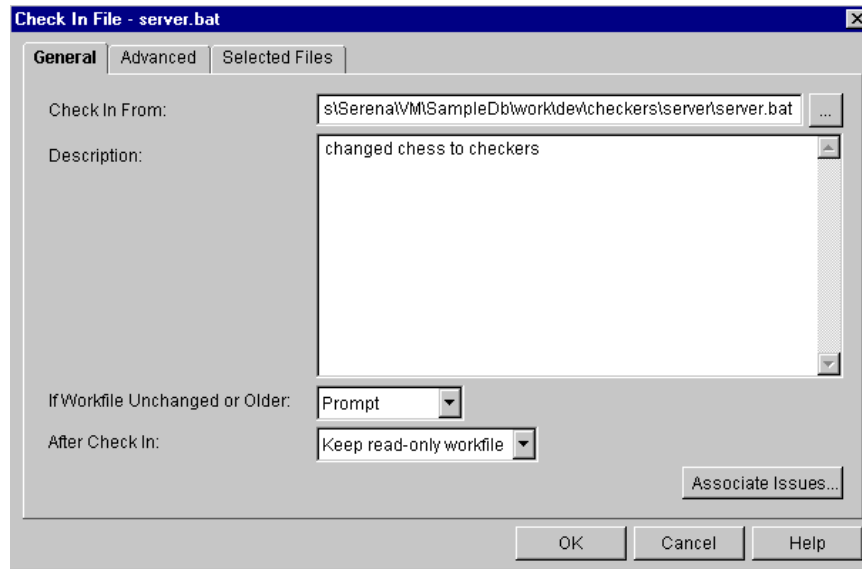 Check In File - server.bat
General Advanced Selected Files
Check In From: s\Serena\VM\SampleDb\work\dev\checkers\server\server.bat ...
Description: changed chess to checkers
If Workfile Unchanged or Older: Prompt
After Check In: Keep read-only workfile
Associate Issues...
OK Cancel Help